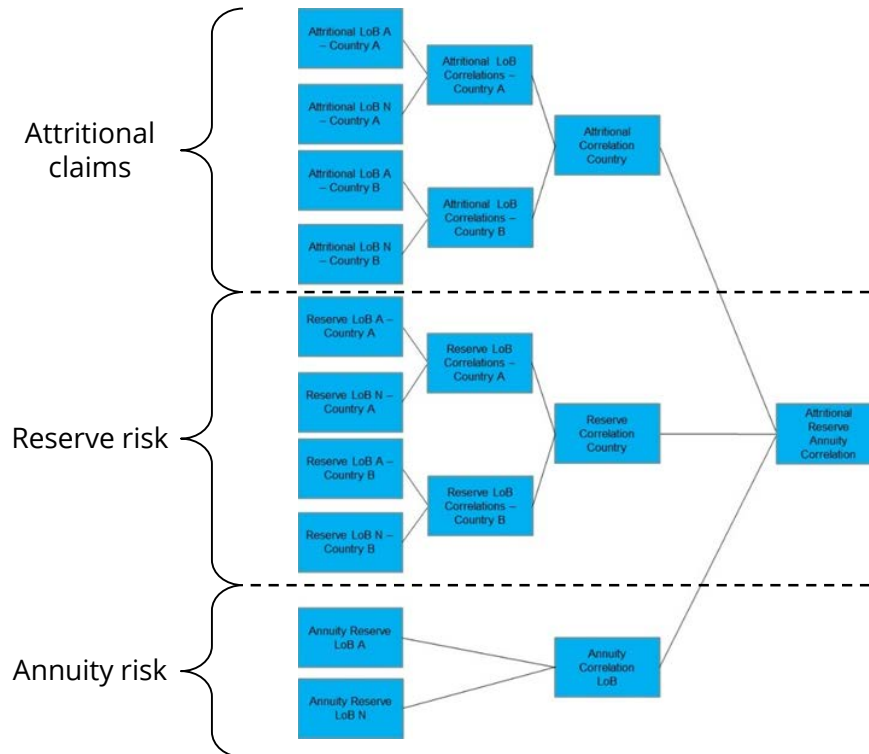 Attritional
claims
Attritional LoB A
– Country A
Attritional LoB N
– Country A
Attritional LoB A
– Country B
Attritional LoB N
– Country B
Attritional LoB
Correlations –
Country A
Attritional LoB
Correlations –
Country B
Attritional
Correlation
Country
Reserve risk
Reserve LoB A –
Country A
Reserve LoB N –
Country A
Reserve LoB A –
Country B
Reserve LoB N –
Country B
Reserve LoB
Correlations –
Country A
Reserve LoB
Correlations –
Country B
Reserve
Correlation
Country
Attritional
Reserve
Annuity
Correlation
Annuity risk
Annuity Reserve
LoB A
Annuity Reserve
LoB N
Annuity
Correlation
LoB